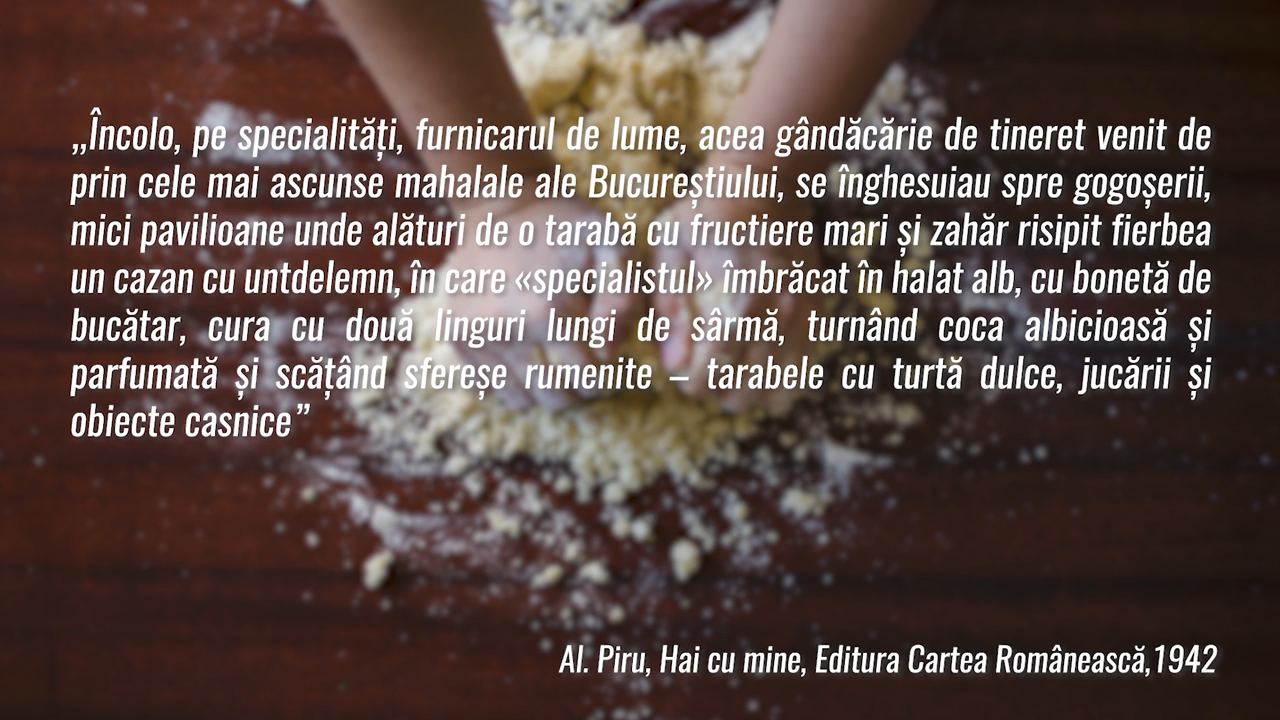 „Încolo, pe specialități, furnicarul de lume, acea gândăcărie de tineret venit de
prin cele mai ascunse mahalale ale Bucureștiului, se înghesuiau spre gogoșerii,
mici pavilioane unde alături de o tarabă cu fructiere mari și zahăr risipit fierbea
un cazan cu untdelemn, în care «specialistul» îmbrăcat în halat alb, cu bonetă de
bucătar, cura cu două linguri lungi de sârmă, turnând coca albicioasă și
parfumată și scățând sfereșe rumenite – tarabele cu turtă dulce, jucării și
obiecte casnice”
Al. Piru, Hai cu mine, Editura Cartea Românească,1942